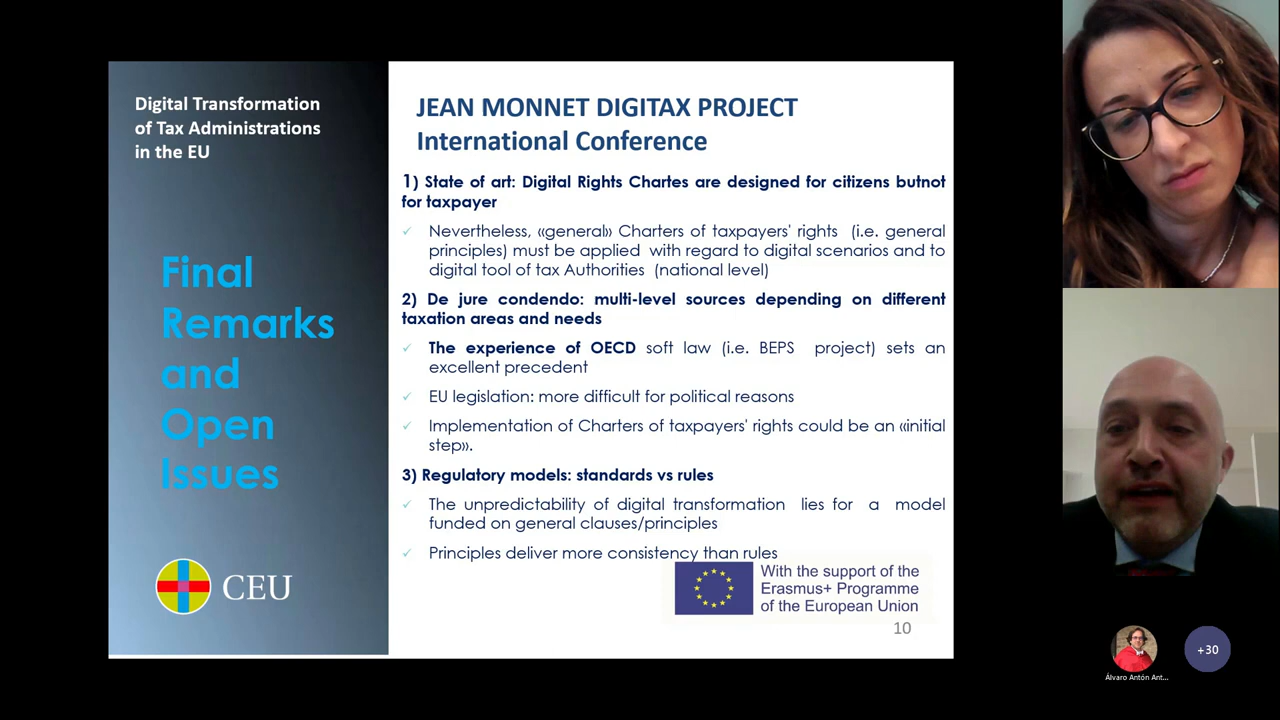 Digital Transformation
of Tax Administrations
in the EU
Final
Remarks
and
Open
Issues
CEU
JEAN MONNET DIGITAX PROJECT
International Conference
1) State of art: Digital Rights Chartes are designed for citizens butnot
for taxpayer
✓ Nevertheless, «general» Charters of taxpayers' rights (i.e. general
principles) must be applied with regard to digital scenarios and to
digital tool of tax Authorities (national level)
2) De jure condendo: multi-level sources depending on different
taxation areas and needs
✓ The experience of OECD soft law (i.e. BEPS project) sets an
excellent precedent
✓ EU legislation: more difficult for political reasons
✓ Implementation of Charters of taxpayers' rights could be an «initial
step».
3) Regulatory models: standards vs rules
✓ The unpredictability of digital transformation lies for a model
funded on general clauses/principles
✓ Principles deliver more consistency than rules
With the support of the
Erasmus+ Programme
of the European Union
10
Álvaro Antón Ant...
+30